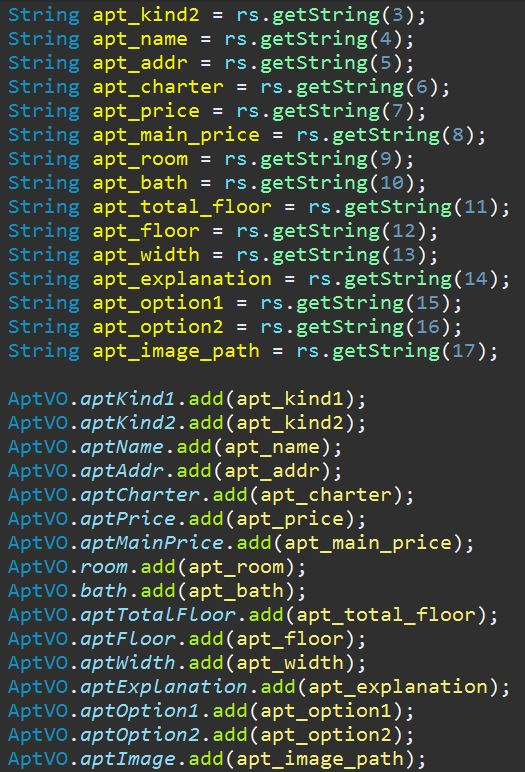 String apt_kind2 = rs.getString(3);
String apt_name = rs.getString(4);
String apt_addr = rs.getString(5);
String apt_charter = rs.getString(6);
String apt_price = rs.getString(7);
String apt_main_price = rs.getString(8);
String apt_room = rs.getString(9);
String apt_bath = rs.getString(10);
String apt_total_floor = rs.getString(11);
String apt_floor = rs.getString(12);
String apt_width = rs.getString(13);
String apt_explanation = rs.getString(14);
String apt_option1 = rs.getString(15);
String apt_option2 = rs.getString(16);
String apt_image_path = rs.getString(17);

AptVO.aptKind1.add(apt_kind1);
AptVO.aptKind2.add(apt_kind2);
AptVO.aptName.add(apt_name);
AptVO.aptAddr.add(apt_addr);
AptVO.aptCharter.add(apt_charter);
AptVO.aptPrice.add(apt_price);
AptVO.aptMainPrice.add(apt_main_price);
AptVO.room.add(apt_room);
AptVO.bath.add(apt_bath);
AptVO.aptTotalFloor.add(apt_total_floor);
AptVO.aptFloor.add(apt_floor);
AptVO.aptWidth.add(apt_width);
AptVO.aptExplanation.add(apt_explanation);
AptVO.aptOption1.add(apt_option1);
AptVO.aptOption2.add(apt_option2);
AptVO.aptImage.add(apt_image_path);